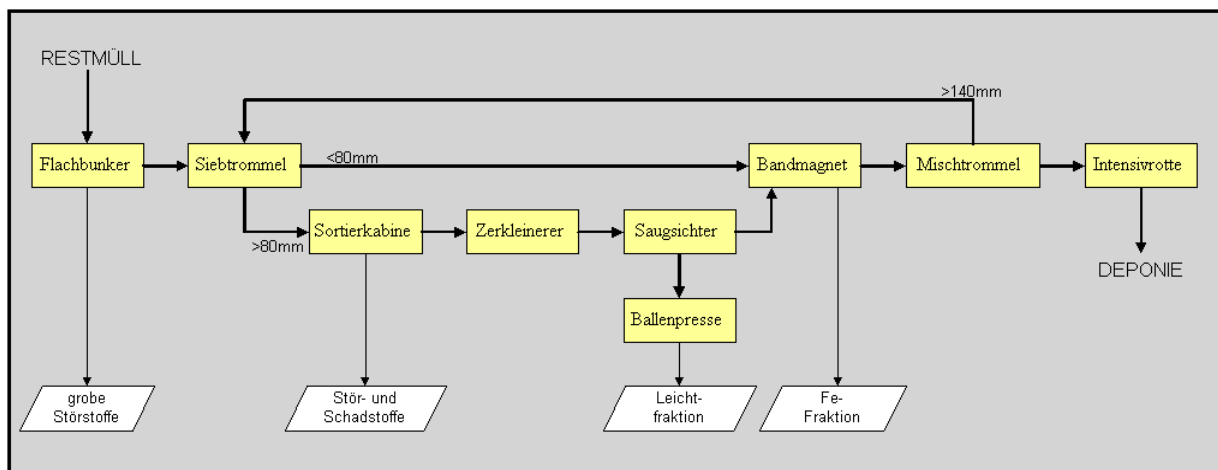 RESTMÜLL
>140mm
Flachbunker
Siebtrommel
<80mm
Bandmagnet
Mischtrommel
Intensivrotte
>80mm
Sortierkabine
Zerkleinerer
Saugsichter
DEPONIE
Ballenpresse
grobe
Störstoffe
Stör- und
Schadstoffe
Leicht-
fraktion
Fe-
Fraktion